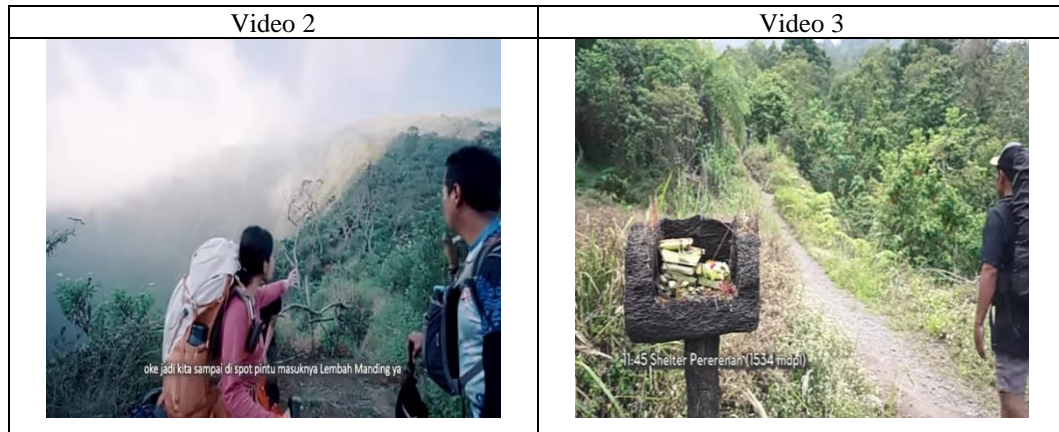 Video 2
Video 3
oke jadi kita sampai di spot pintu masuknya Lembah Manding ya
11:45 Shelter Pererenan (1534 mdpl)